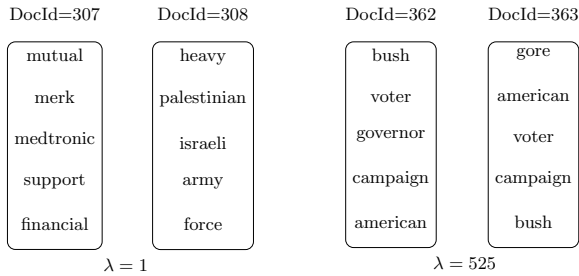 DocId=307 DocId=308 DocId=362 DocId=363
mutual heavy bush gore
merk palestinian voter american
medtronic israeli governor voter
support army campaign campaign
financial force american bush
λ = 1 λ = 525